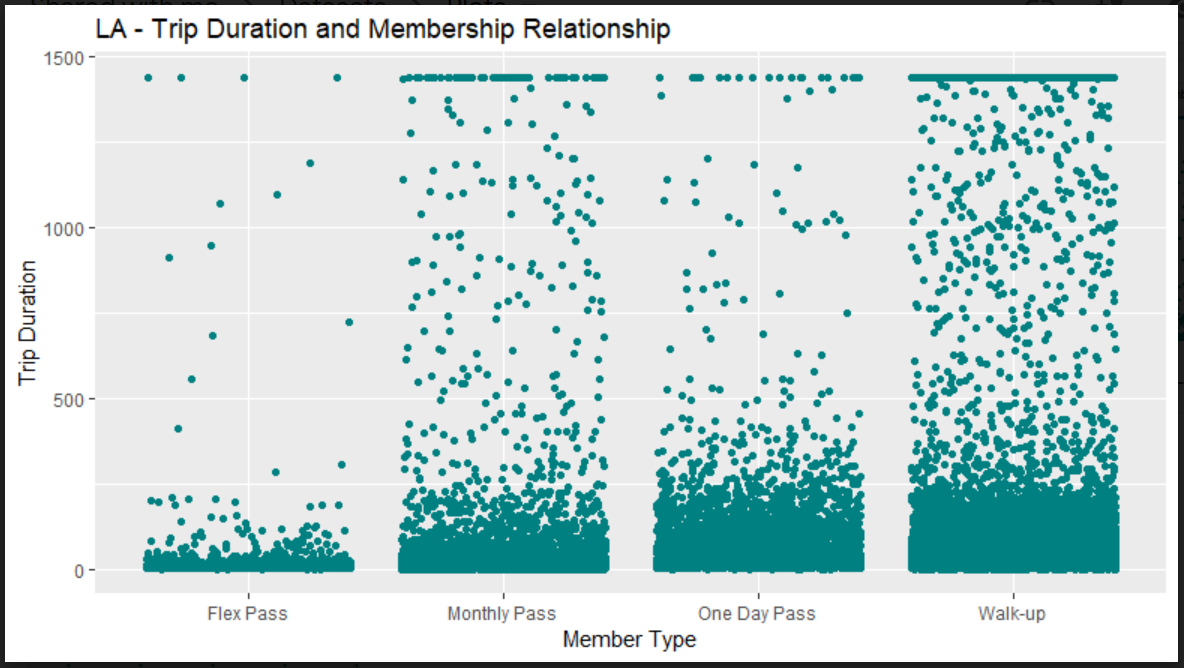 LA - Trip Duration and Membership Relationship
1500
1000
500
0
Trip Duration
Flex Pass
Monthly Pass
One Day Pass
Walk-up
Member Type